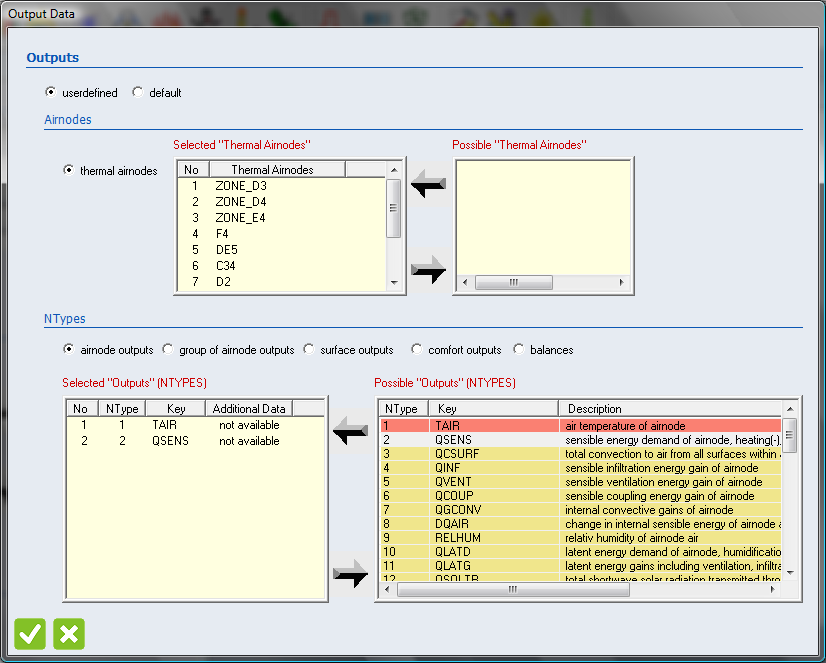 Output Data
Outputs
userdefined default
Airnodes
Selected "Thermal Airnodes" Possible "Thermal Airnodes"
thermal airnodes
No Thermal Airnodes
1 ZONE_D3
2 ZONE_D4
3 ZONE_E4
4 F4
5 DE5
6 C34
7 D2
NTypes
airnode outputs group of airnode outputs surface outputs comfort outputs balances
Selected "Outputs" (NTYPES) Possible "Outputs" (NTYPES)
No NType Key Additional Data
1 1 TAIR not available
2 2 QSENS not available
NType Key Description
1 TAIR air temperature of airnode
2 QSENS sensible energy demand of airnode, heating(-),
3 QCSURF total convection to air from all surfaces within
4 QINF sensible infiltration energy gain of airnode
5 QVENT sensible ventilation energy gain of airnode
6 QCOUP sensible coupling energy gain of airnode
7 QGCONV internal convective gains of airnode
8 DQAIR change in internal sensible energy of airnode
9 RELHUM relativ humidity of airnode air
10 QLATD latent energy demand of airnode, humidificatio
11 QLATG latent energy gains including ventilation, infiltra
12 QSOLTR total shortwave solar radiation transmitted thro